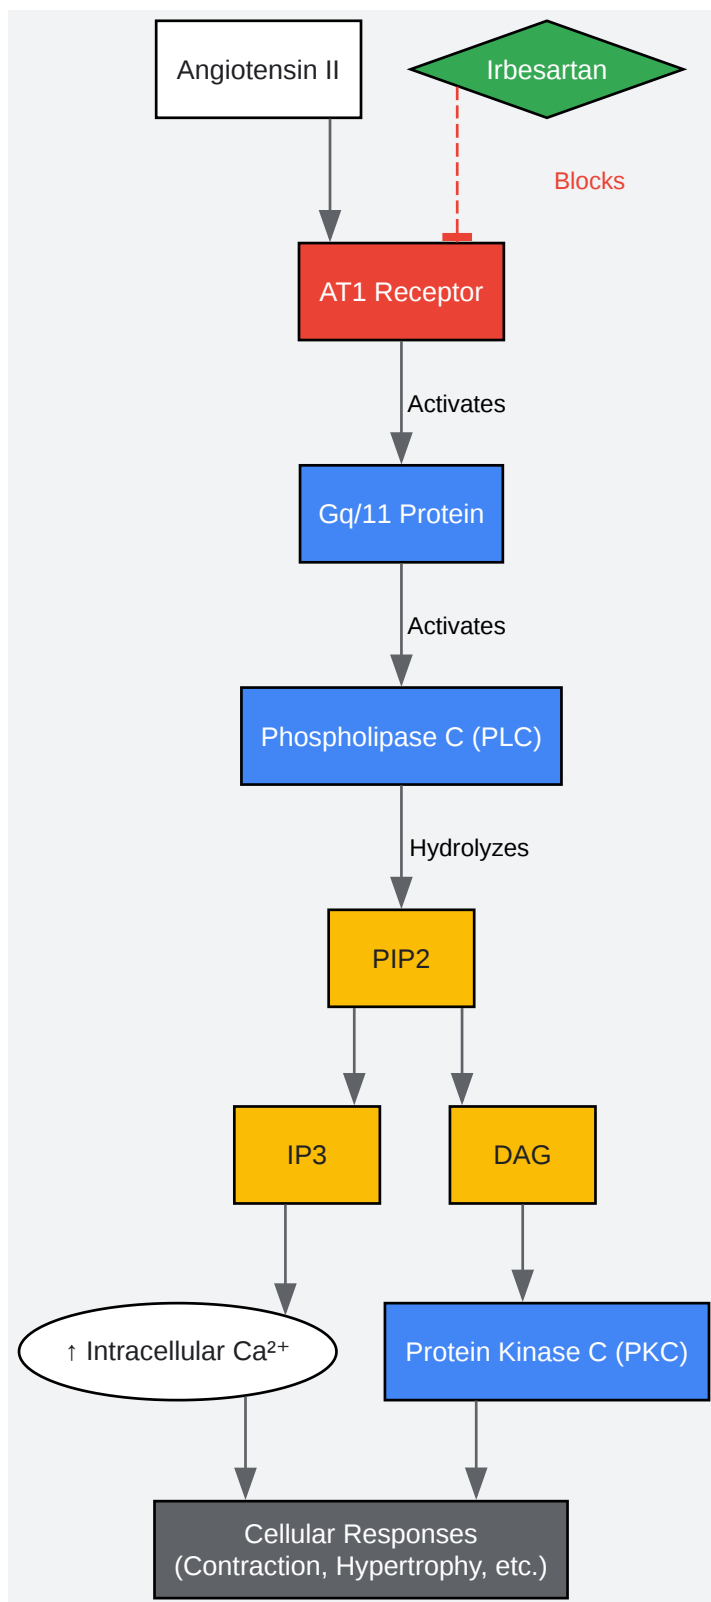 Angiotensin II
Irbesartan
Blocks
AT1 Receptor
Activates
Gq/11 Protein
Activates
Phospholipase C (PLC)
Hydrolyzes
PIP2
IP3
DAG
↑ Intracellular Ca²⁺
Protein Kinase C (PKC)
Cellular Responses
(Contraction, Hypertrophy, etc.)